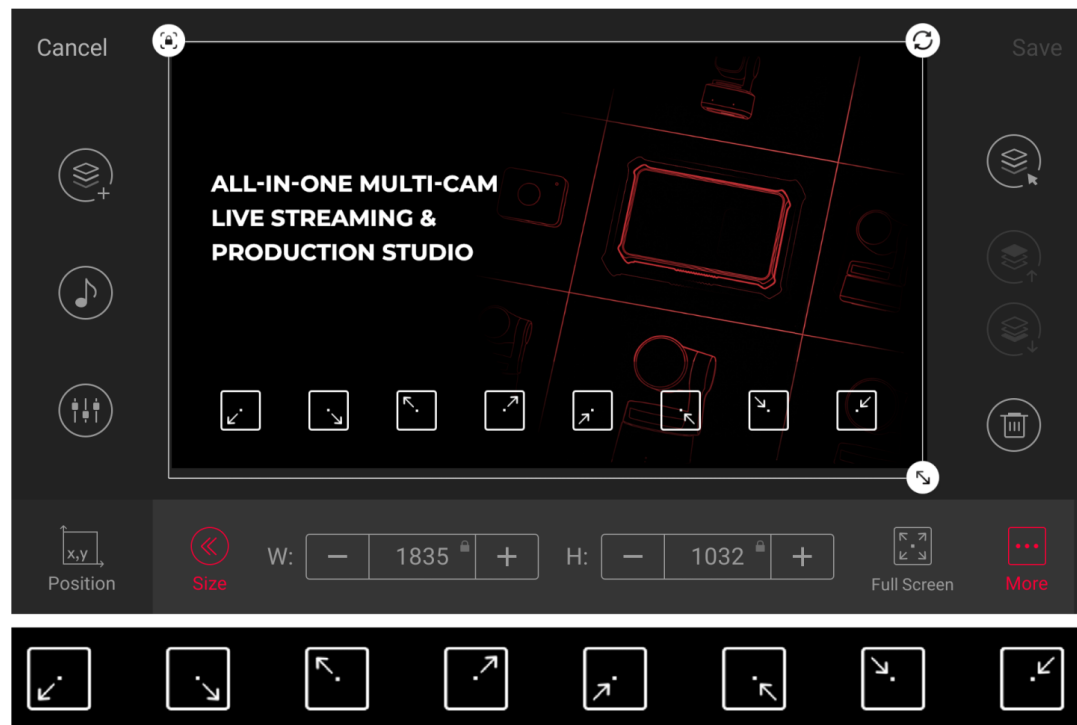 Cancel
Save
ALL-IN-ONE MULTI-CAM
LIVE STREAMING &
PRODUCTION STUDIO
x,y
Position
Size
W: 1835
H: 1032
Full Screen
More